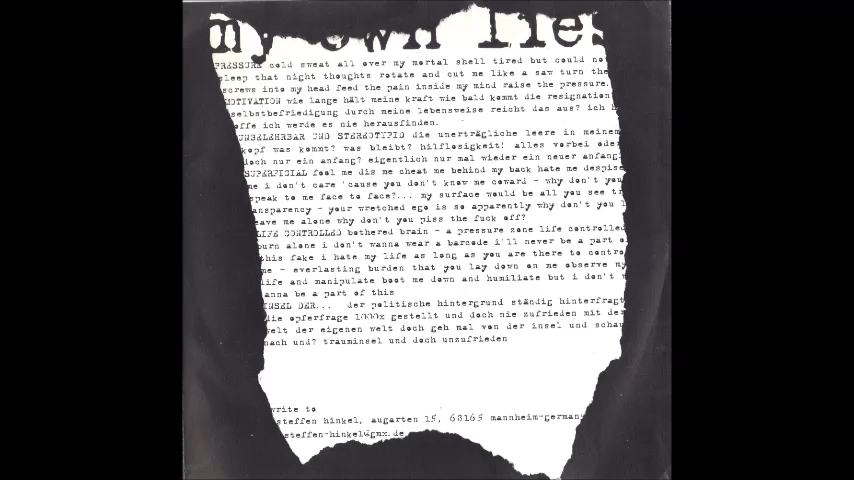 my own lies
PRESSURE cold sweat all over my mortal shell tired but could not
sleep that night thoughts rotate and cut me like a saw turn the
screws into my head feed the pain inside my mind raise the pressure.
MOTIVATION wie lange hält meine kraft wie bald kommt die resignation
selbstbefriedigung durch meine lebensweise reicht das aus? ich h
offe ich werde es nie herausfinden.
UNBELEHRBAR UND STEREOTYPID die unerträgliche leere in meinem
kopf was kommt? was bleibt? hilflosigkeit! alles vorbei oder
doch nur ein anfang? eigentlich nur mal wieder ein neuer anfang!
SUPERFICIAL fool me dis me cheat me behind my back hate me despise
me i don't care 'cause you don't know me coward - why don't you
speak to me face to face?... my surface would be all you see tr
ansparency - your wretched ego is so apparently why don't you l
eave me alone why don't you piss the fuck off?
LIFE CONTROLLED bothered brain - a pressure zone life controlled
burn alone i don't wanna wear a barcode i'll never be a part o
this fake i hate my life as long as you are there to contro
me - everlasting burden that you lay down on me observe my
life and manipulate boot me down and humiliate but i don't w
anna be a part of this
INSEL DER... der politische hintergrund ständig hinterfragt
die opferfrage 1000x gestellt und doch nie zufrieden mit der
welt der eigenen welt doch geh mal von der insel und schau
nach und? trauminsel und doch unzufrieden
write to
steffen hinkel, augarten 15, 68165 mannheim-germany
steffen-hinkel@gmx.de